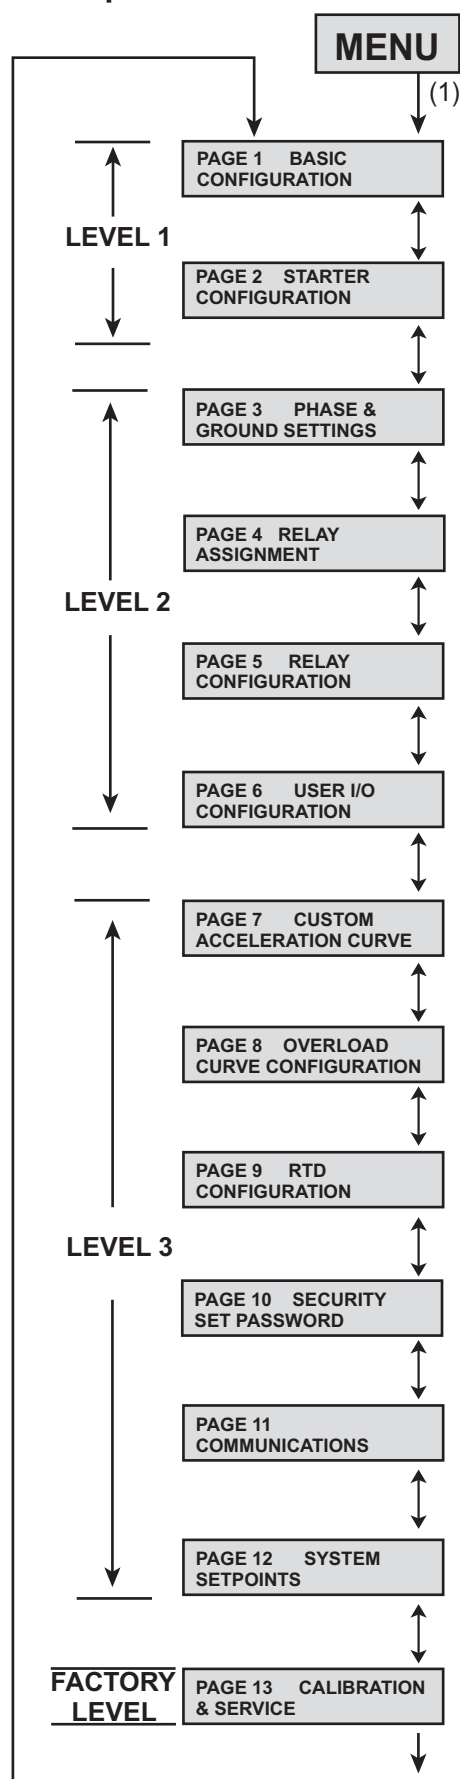 MENU
(1)
PAGE 1 BASIC
CONFIGURATION
LEVEL 1
PAGE 2 STARTER
CONFIGURATION
PAGE 3 PHASE &
GROUND SETTINGS
PAGE 4 RELAY
ASSIGNMENT
LEVEL 2
PAGE 5 RELAY
CONFIGURATION
PAGE 6 USER I/O
CONFIGURATION
PAGE 7 CUSTOM
ACCELERATION CURVE
PAGE 8 OVERLOAD
CURVE CONFIGURATION
PAGE 9 RTD
CONFIGURATION
LEVEL 3
PAGE 10 SECURITY
SET PASSWORD
PAGE 11
COMMUNICATIONS
PAGE 12 SYSTEM
SETPOINTS
FACTORY
LEVEL
PAGE 13 CALIBRATION
& SERVICE